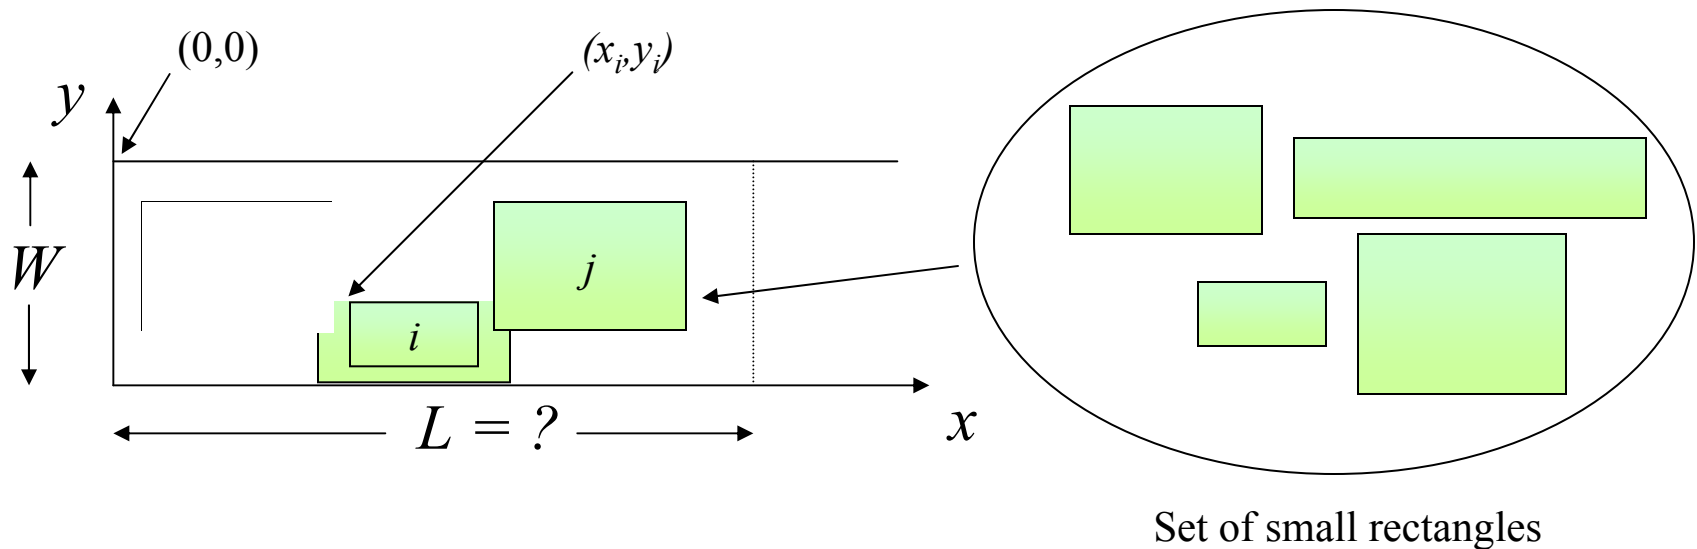 (0,0)
(xᵢ,yᵢ)
y
W
j
i
L = ?
x
Set of small rectangles